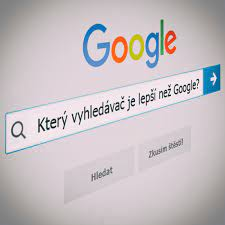 Google
Který vyhledávač je lepší než Google?
Hledat
Zkusím štěstí!